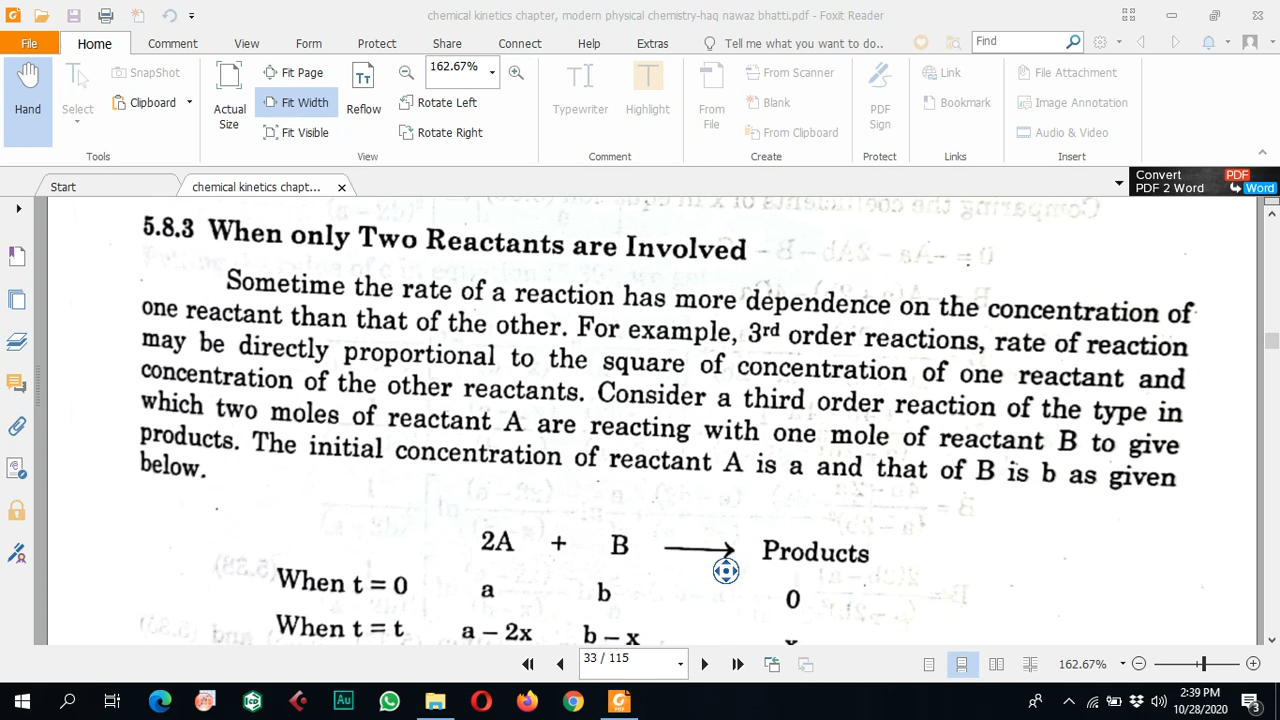 chemical kinetics chapter, modern physical chemistry-haq nawaz bhatti.pdf - Foxit Reader
File Home Comment View Form Protect Share Connect Help Extras Tell me what you want to do.. Find
Hand
Select
SnapShot
Clipboard
Tools
Actual Size
Fit Page
Fit Width
Fit Visible
Reflow
162.67%
Rotate Left
Rotate Right
View
Typewriter
Highlight
Comment
From File
From Scanner
Blank
From Clipboard
Create
PDF Sign
Protect
Link
Bookmark
Links
File Attachment
Image Annotation
Audio & Video
Insert
Start
chemical kinetics chapt...
Convert PDF
PDF 2 Word Word
5.8.3 When only Two Reactants are Involved
Sometime the rate of a reaction has more dependence on the concentration of
one reactant than that of the other. For example, 3rd order reactions, rate of reaction
may be directly proportional to the square of concentration of one reactant and
concentration of the other reactants. Consider a third order reaction of the type in
which two moles of reactant A are reacting with one mole of reactant B to give
products. The initial concentration of reactant A is a and that of B is b as given
below.
2A + B ⟶ Products
When t = 0 a b 0
When t = t a – 2x b – x
33 / 115
162.67%
Au
2:39 PM
10/28/2020
3